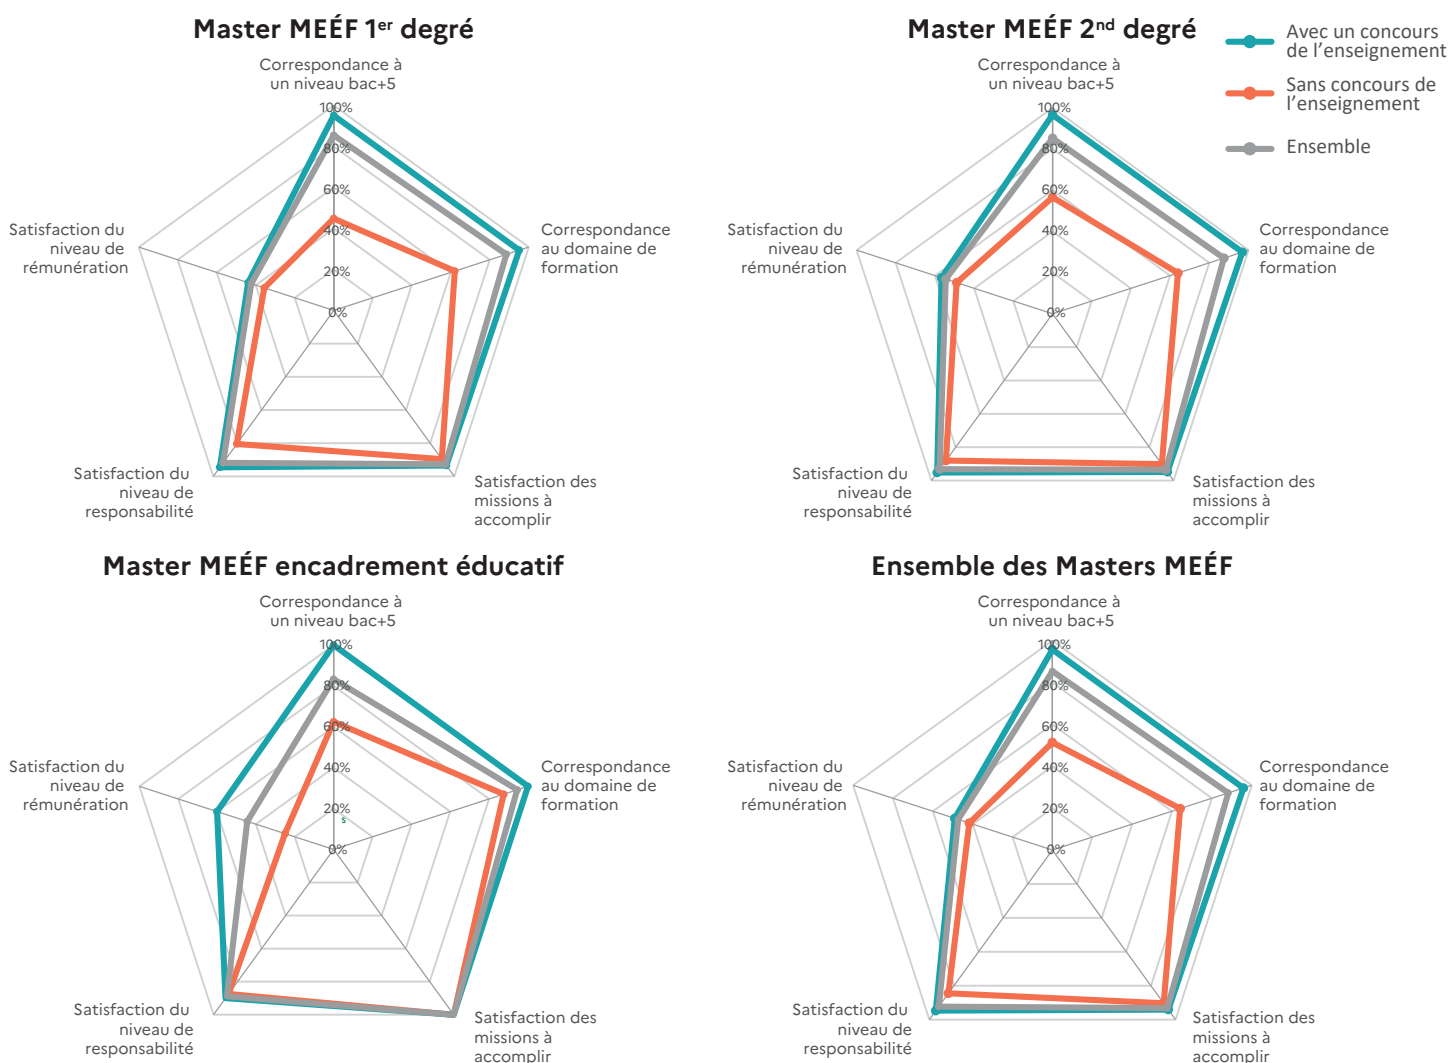 Master MEÉF 1er degré
Correspondance à
un niveau bac+5
100%
80%
60%
40%
20%
0%
Correspondance
au domaine de
formation
Satisfaction des
missions à
accomplir
Satisfaction du
niveau de
responsabilité
Satisfaction du
niveau de
rémunération
Master MEÉF 2nd degré
Correspondance à
un niveau bac+5
100%
80%
60%
40%
20%
0%
Correspondance
au domaine de
formation
Satisfaction des
missions à
accomplir
Satisfaction du
niveau de
responsabilité
Satisfaction du
niveau de
rémunération
Avec un concours
de l’enseignement
Sans concours de
l’enseignement
Ensemble
Master MEÉF encadrement éducatif
Correspondance à
un niveau bac+5
100%
80%
60%
40%
20%
s
0%
Correspondance
au domaine de
formation
Satisfaction des
missions à
accomplir
Satisfaction du
niveau de
responsabilité
Satisfaction du
niveau de
rémunération
Ensemble des Masters MEÉF
Correspondance à
un niveau bac+5
100%
80%
60%
40%
20%
0%
Correspondance
au domaine de
formation
Satisfaction des
missions à
accomplir
Satisfaction du
niveau de
responsabilité
Satisfaction du
niveau de
rémunération